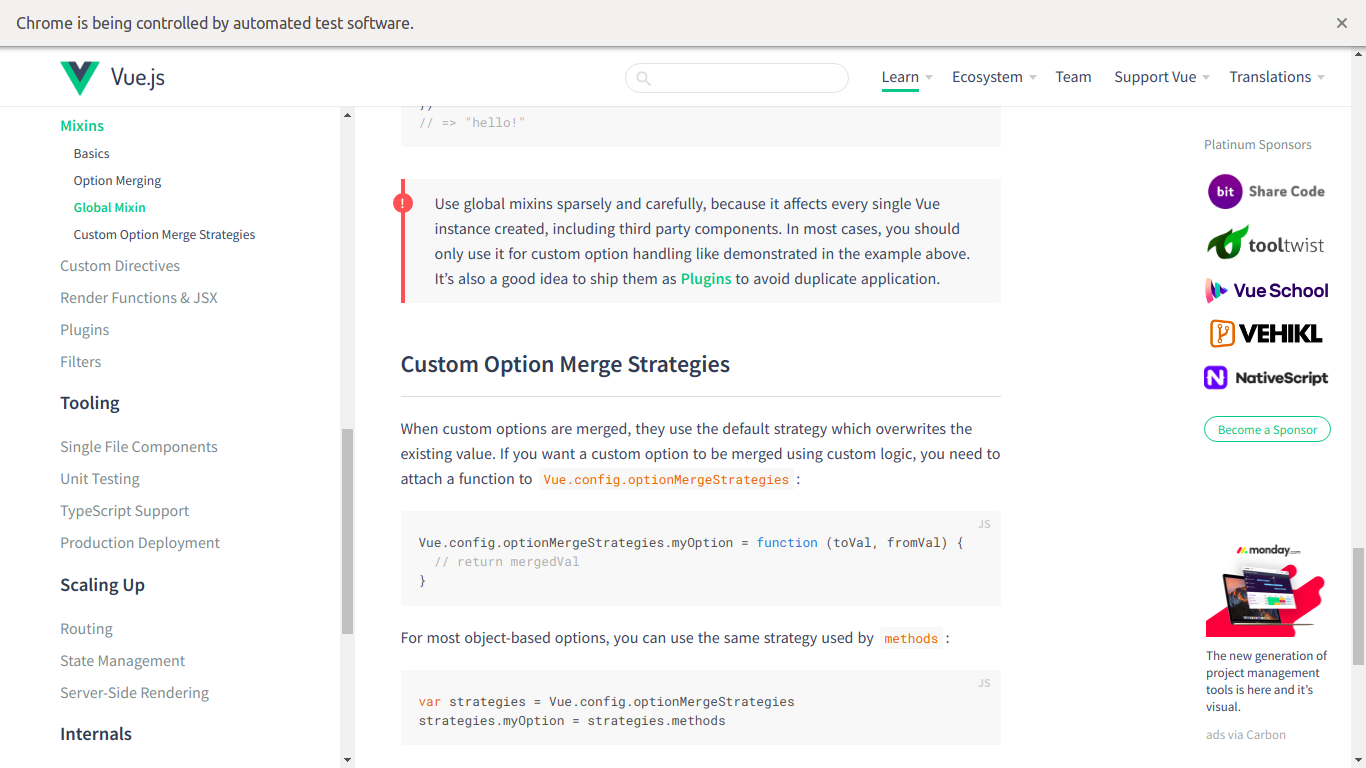 Chrome is being controlled by automated test software.
Vue.js
Learn
Ecosystem
Team
Support Vue
Translations
Mixins
Basics
Option Merging
Global Mixin
Custom Option Merge Strategies
Custom Directives
Render Functions & JSX
Plugins
Filters
Tooling
Single File Components
Unit Testing
TypeScript Support
Production Deployment
Scaling Up
Routing
State Management
Server-Side Rendering
Internals
})
// => "hello!"
!
Use global mixins sparsely and carefully, because it affects every single Vue
instance created, including third party components. In most cases, you should
only use it for custom option handling like demonstrated in the example above.
It’s also a good idea to ship them as Plugins to avoid duplicate application.
Custom Option Merge Strategies
When custom options are merged, they use the default strategy which overwrites the
existing value. If you want a custom option to be merged using custom logic, you need to
attach a function to Vue.config.optionMergeStrategies :
JS
Vue.config.optionMergeStrategies.myOption = function (toVal, fromVal) {
// return mergedVal
}
For most object-based options, you can use the same strategy used by methods :
JS
var strategies = Vue.config.optionMergeStrategies
strategies.myOption = strategies.methods
Platinum Sponsors
bit Share Code
tooltwist
Vue School
VEHIKL
NativeScript
Become a Sponsor
monday.com
The new generation of
project management
tools is here and it’s
visual.
ads via Carbon